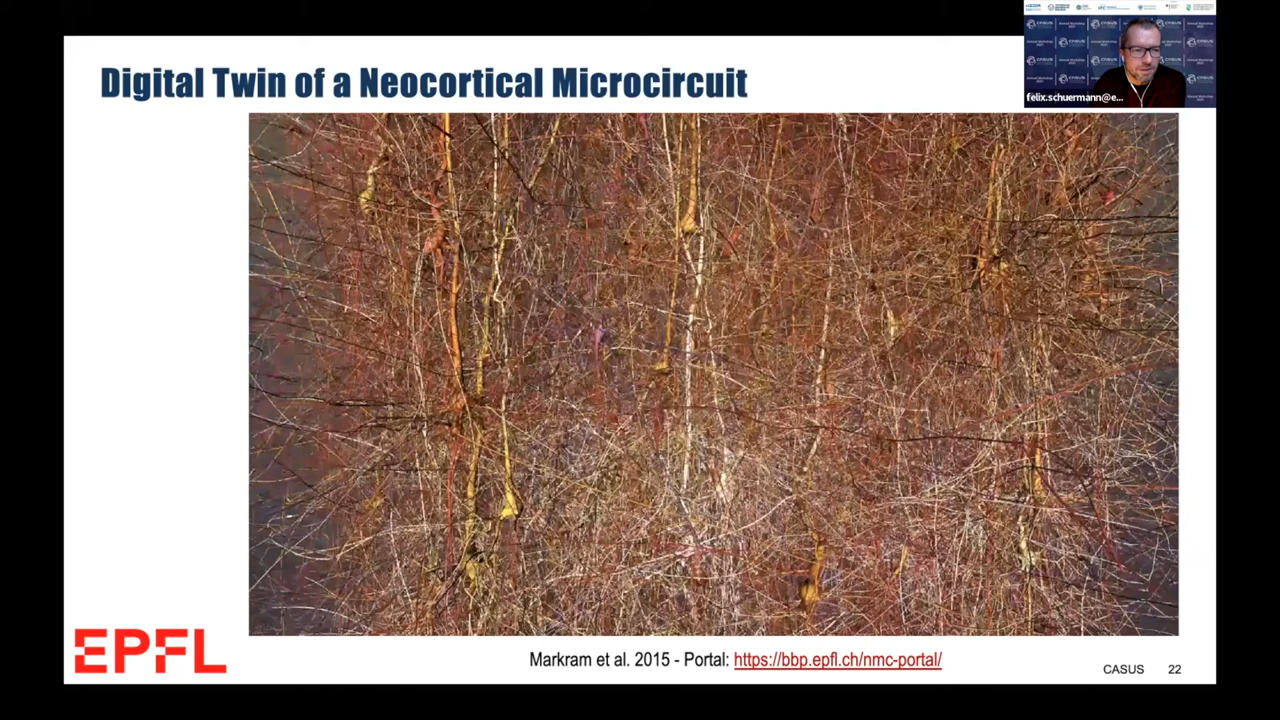 Digital Twin of a Neocortical Microcircuit
felix.schuermann@e...
CASUS
EPFL
Markram et al. 2015 - Portal: https://bbp.epfl.ch/nmc-portal/
CASUS 22